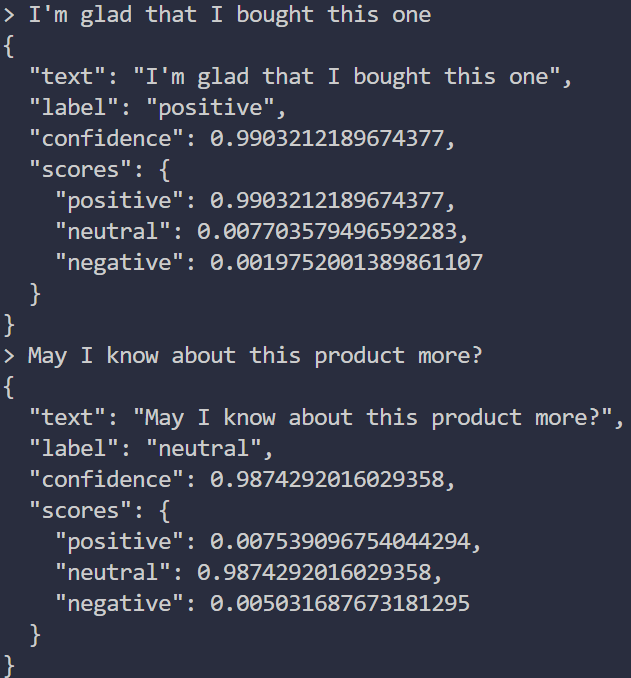 > I'm glad that I bought this one
{
  "text": "I'm glad that I bought this one",
  "label": "positive",
  "confidence": 0.9903212189674377,
  "scores": {
    "positive": 0.9903212189674377,
    "neutral": 0.007703579496592283,
    "negative": 0.0019752001389861107
  }
}
> May I know about this product more?
{
  "text": "May I know about this product more?",
  "label": "neutral",
  "confidence": 0.9874292016029358,
  "scores": {
    "positive": 0.007539096754044294,
    "neutral": 0.9874292016029358,
    "negative": 0.005031687673181295
  }
}